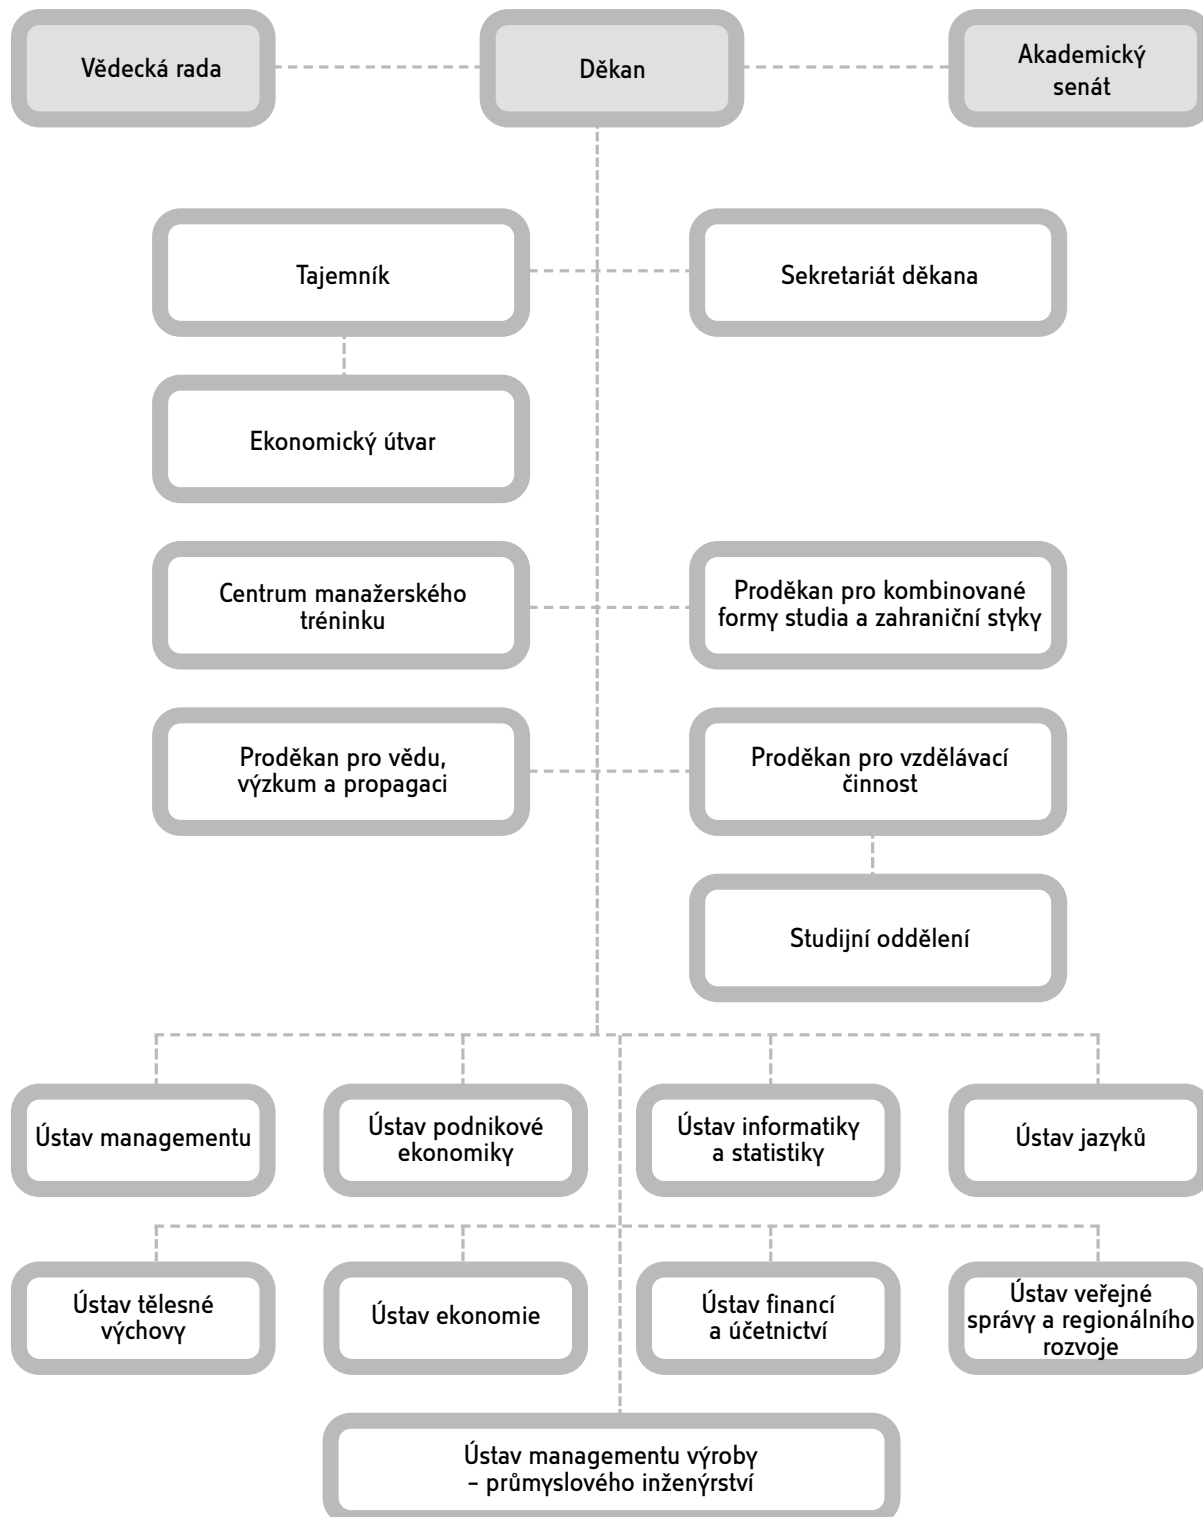 Vědecká rada
Děkan
Akademický
senát
Tajemník
Sekretariát děkana
Ekonomický útvar
Centrum manažerského
tréninku
Proděkan pro kombinované
formy studia a zahraniční styky
Proděkan pro vědu,
výzkum a propagaci
Proděkan pro vzdělávací
činnost
Studijní oddělení
Ústav managementu
Ústav podnikové
ekonomiky
Ústav informatiky
a statistiky
Ústav jazyků
Ústav tělesné
výchovy
Ústav ekonomie
Ústav financí
a účetnictví
Ústav veřejné
správy a regionálního
rozvoje
Ústav managementu výroby
– průmyslového inženýrství